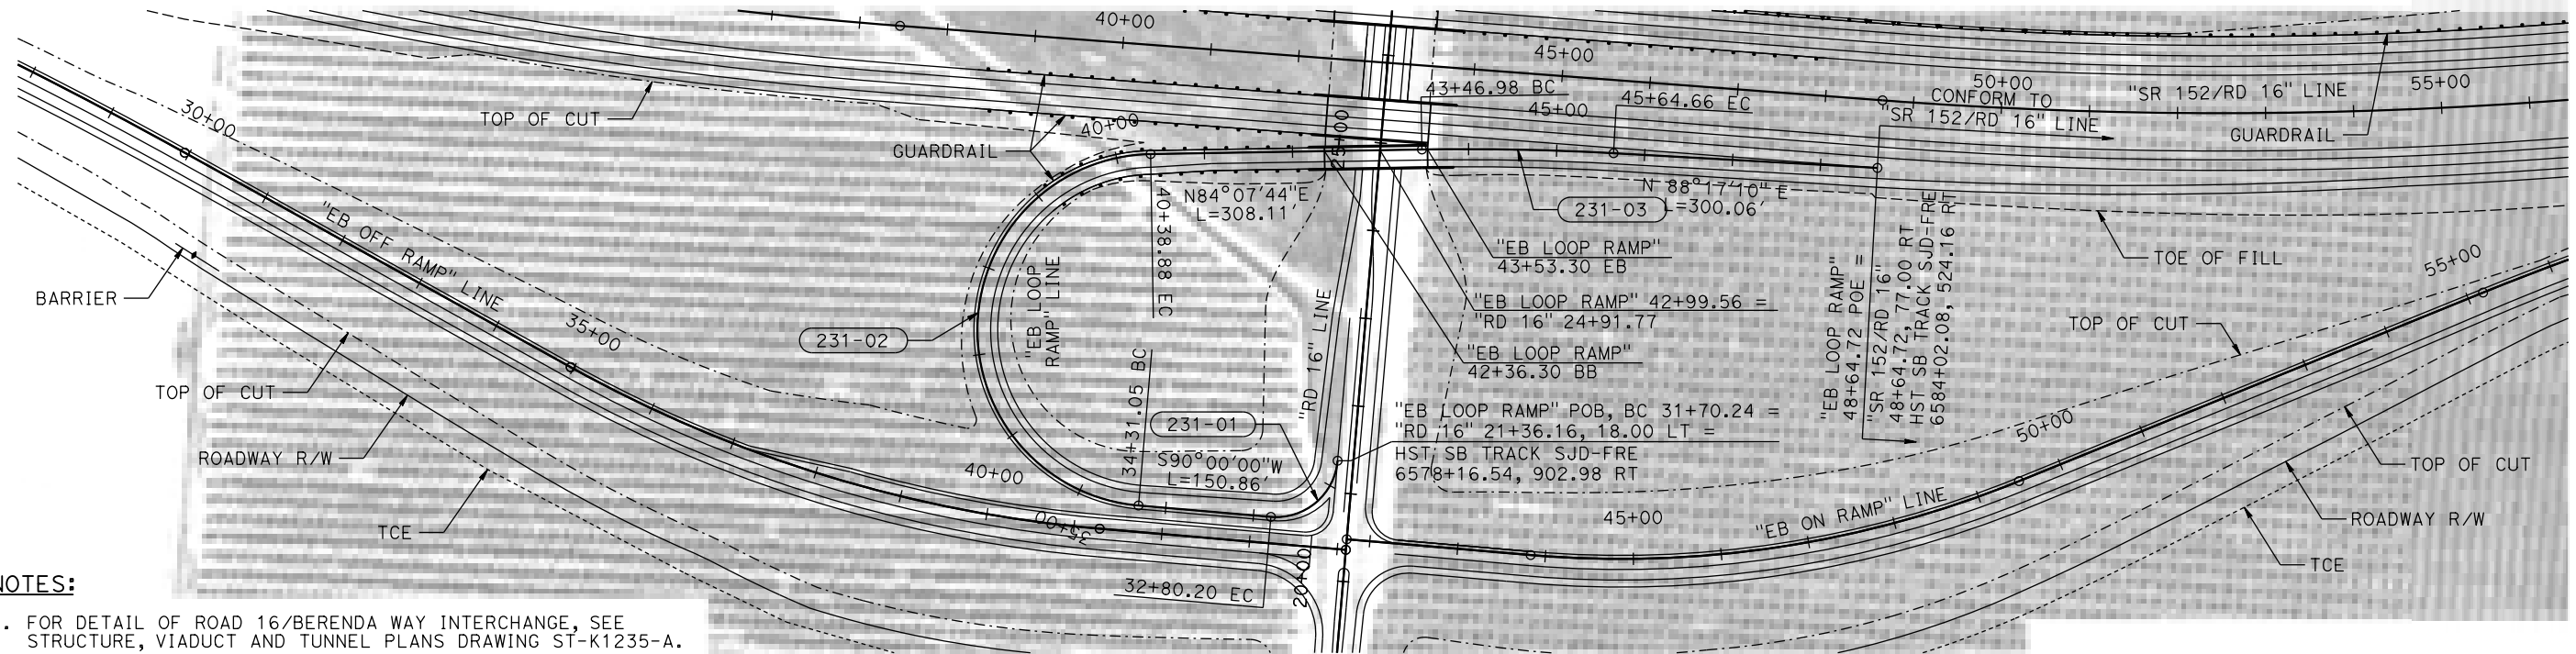 40+00
45+00
50+00
55+00
"SR 152/RD 16" LINE
GUARDRAIL
43+46.98 BC
45+64.66 EC
45+00
CONFORM TO
"SR 152/RD 16" LINE
30+00
TOP OF CUT
40+00
GUARDRAIL
25+00
N84°07'44"E
L=308.11'
40+38.88 EC
231-03
N 88°17'10" E
L=300.06'
"EB OFF RAMP" LINE
BARRIER
35+00
231-02
"EB LOOP
RAMP" LINE
"RD 16" LINE
"EB LOOP RAMP"
43+53.30 EB
"EB LOOP RAMP" 42+99.56 =
"RD 16" 24+91.77
"EB LOOP RAMP"
42+36.30 BB
"EB LOOP RAMP"
48+64.72 POE =
"SR 152/RD 16"
48+64.72, 77.00 RT
HST SB TRACK SJD-FRE
6584+02.08, 524.16 RT
TOE OF FILL
TOP OF CUT
55+00
TOP OF CUT
34+31.05 BC
231-01
"EB LOOP RAMP" POB, BC 31+70.24 =
"RD 16" 21+36.16, 18.00 LT =
HST SB TRACK SJD-FRE
6578+16.54, 902.98 RT
S90°00'00"W
L=150.86'
ROADWAY R/W
TCE
40+00
35+00
32+80.20 EC
20+00
45+00
"EB ON RAMP" LINE
50+00
TOP OF CUT
ROADWAY R/W
TCE
NOTES:
. FOR DETAIL OF ROAD 16/BERENDA WAY INTERCHANGE, SEE
STRUCTURE, VIADUCT AND TUNNEL PLANS DRAWING ST-K1235-A.